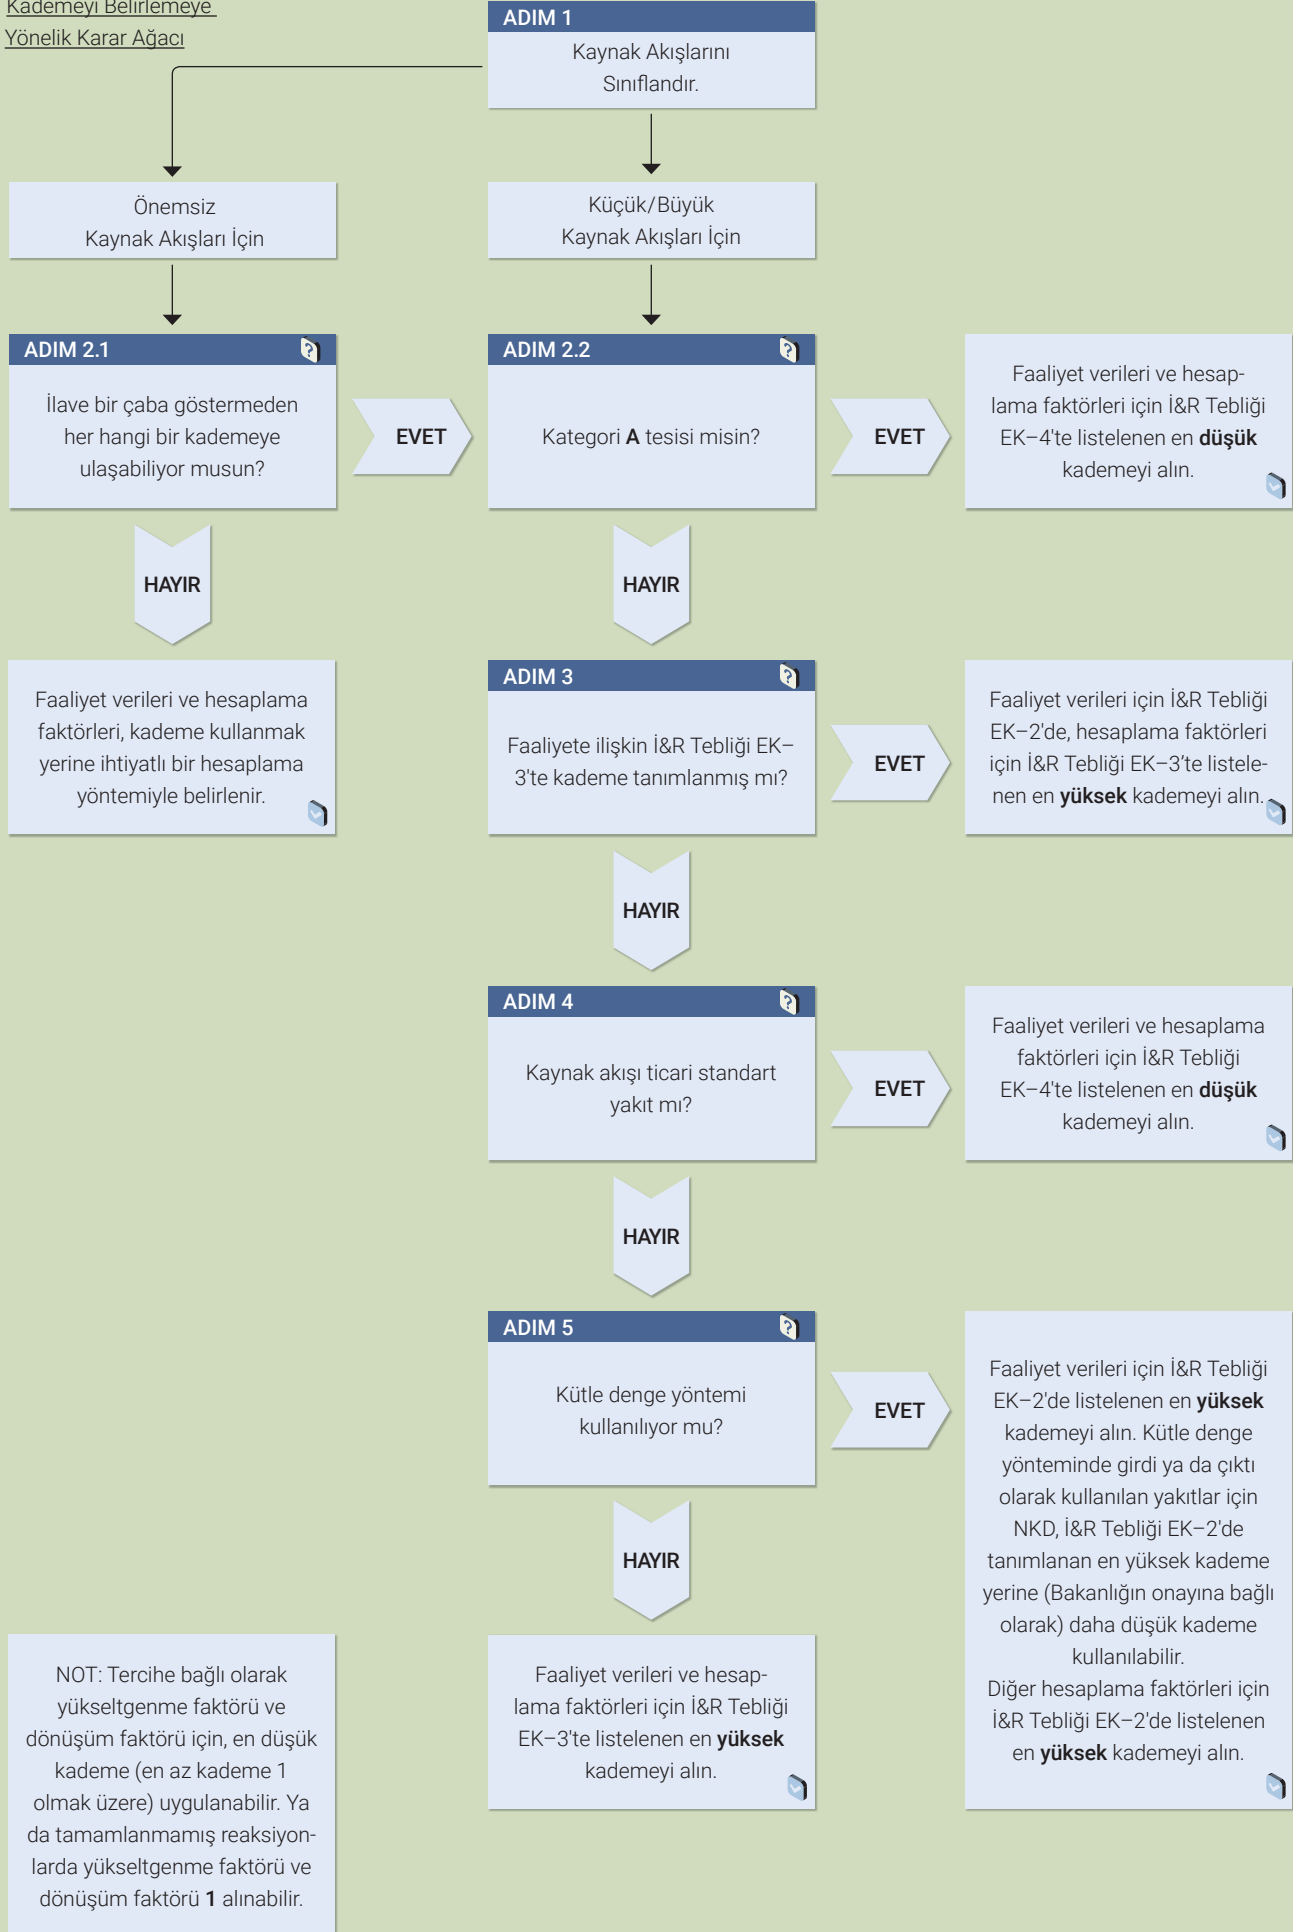 Kademeyi Belirlemeye
Yönelik Karar Ağacı
ADIM 1
Kaynak Akışlarını
Sınıflandır.
Önemsiz
Kaynak Akışları İçin
Küçük/Büyük
Kaynak Akışları İçin
ADIM 2.1
İlave bir çaba göstermeden
her hangi bir kademeye
ulaşabiliyor musun?
EVET
ADIM 2.2
Kategori A tesisi misin?
EVET
Faaliyet verileri ve hesap-
lama faktörleri için İ&R Tebliği
EK–4'te listelenen en düşük
kademeyi alın.
HAYIR
HAYIR
Faaliyet verileri ve hesaplama
faktörleri, kademe kullanmak
yerine ihtiyatlı bir hesaplama
yöntemiyle belirlenir.
ADIM 3
Faaliyete ilişkin İ&R Tebliği EK–
3'te kademe tanımlanmış mı?
EVET
Faaliyet verileri için İ&R Tebliği
EK–2'de, hesaplama faktörleri
için İ&R Tebliği EK–3’te listele-
nen en yüksek kademeyi alın.
HAYIR
ADIM 4
Kaynak akışı ticari standart
yakıt mı?
EVET
Faaliyet verileri ve hesaplama
faktörleri için İ&R Tebliği
EK–4'te listelenen en düşük
kademeyi alın.
HAYIR
ADIM 5
Kütle denge yöntemi
kullanılıyor mu?
EVET
Faaliyet verileri için İ&R Tebliği
EK–2'de listelenen en yüksek
kademeyi alın. Kütle denge
yönteminde girdi ya da çıktı
olarak kullanılan yakıtlar için
NKD, İ&R Tebliği EK–2'de
tanımlanan en yüksek kademe
yerine (Bakanlığın onayına bağlı
olarak) daha düşük kademe
kullanılabilir.
Diğer hesaplama faktörleri için
İ&R Tebliği EK–2'de listelenen
en yüksek kademeyi alın.
HAYIR
Faaliyet verileri ve hesap-
lama faktörleri için İ&R Tebliği
EK–3'te listelenen en yüksek
kademeyi alın.
NOT: Tercihe bağlı olarak
yükseltgenme faktörü ve
dönüşüm faktörü için, en düşük
kademe (en az kademe 1
olmak üzere) uygulanabilir. Ya
da tamamlanmamış reaksiyon-
larda yükseltgenme faktörü ve
dönüşüm faktörü 1 alınabilir.